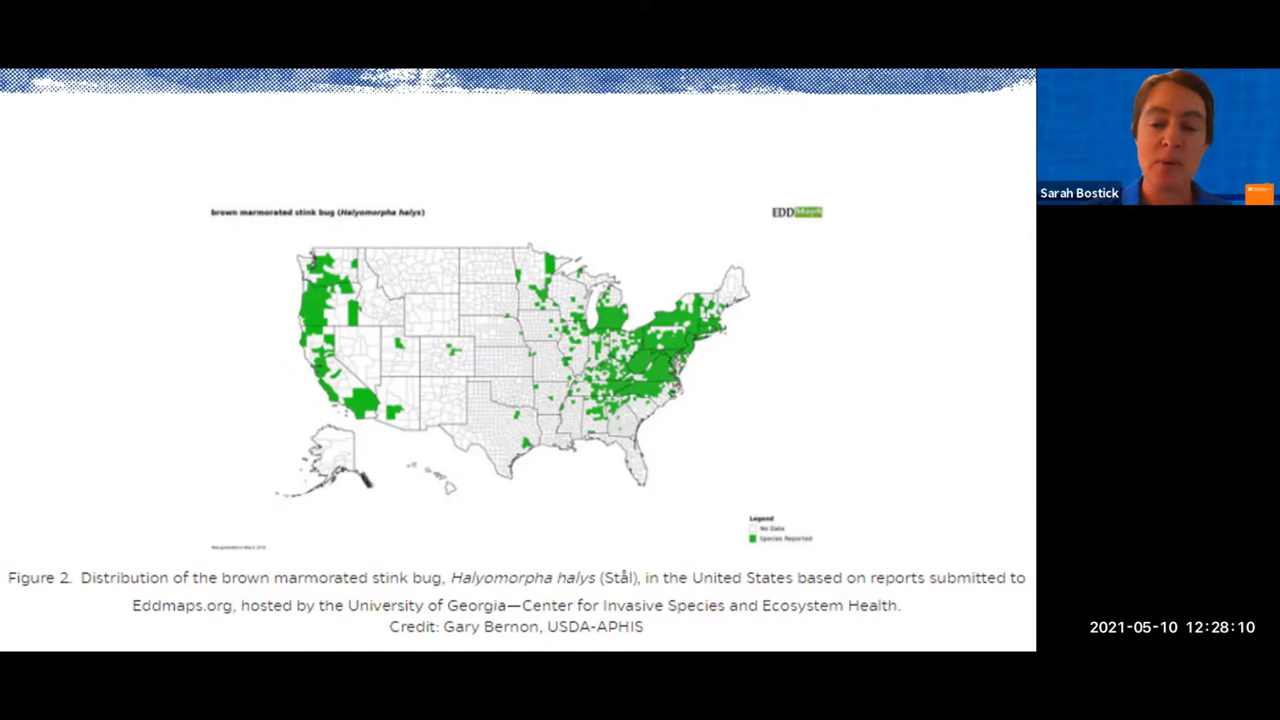 brown marmorated stink bug (Halyomorpha halys)
EDDMapS
Sarah Bostick
Legend
No Data
Species Reported
Figure 2. Distribution of the brown marmorated stink bug, Halyomorpha halys (Stål), in the United States based on reports submitted to
Eddmaps.org, hosted by the University of Georgia—Center for Invasive Species and Ecosystem Health.
Credit: Gary Bernon, USDA-APHIS
2021-05-10 12:28:10